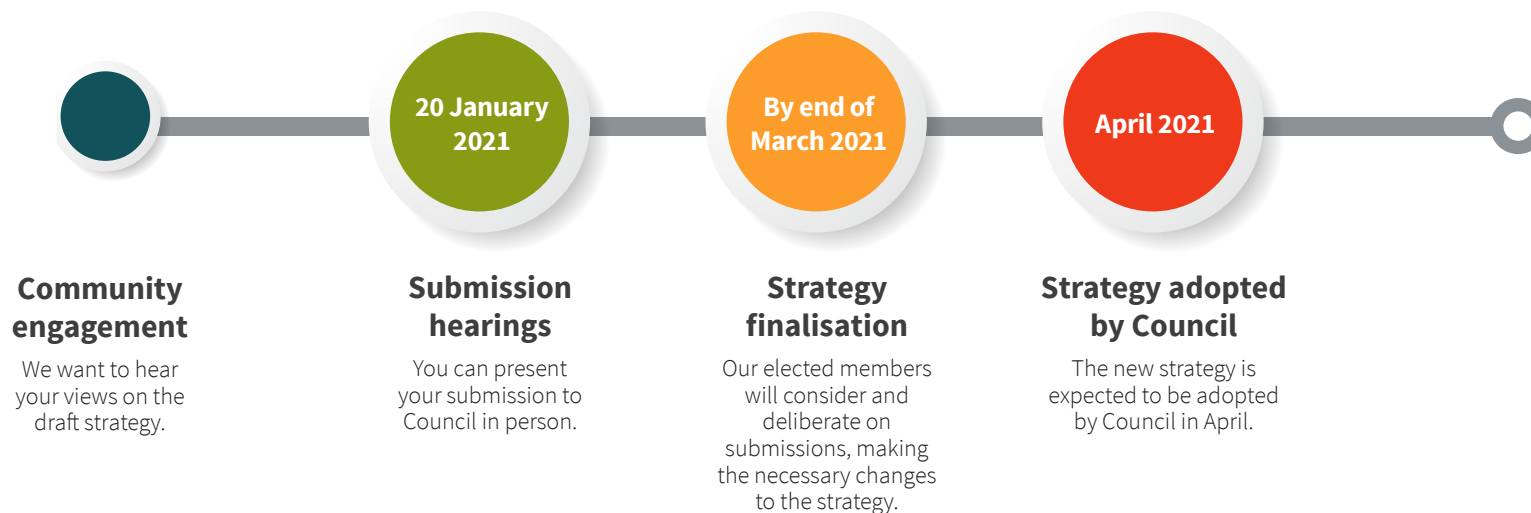 20 January
2021
By end of
March 2021
April 2021
Community
engagement
We want to hear
your views on the
draft strategy.
Submission
hearings
You can present
your submission to
Council in person.
Strategy
finalisation
Our elected members
will consider and
deliberate on
submissions, making
the necessary changes
to the strategy.
Strategy adopted
by Council
The new strategy is
expected to be adopted
by Council in April.